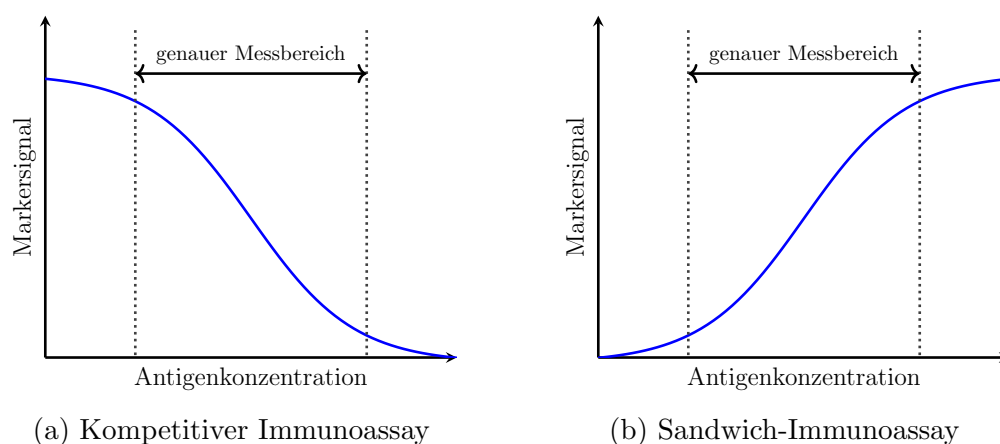 genauer Messbereich
Markersignal
Antigenkonzentration
(a) Kompetitiver Immunoassay
genauer Messbereich
Markersignal
Antigenkonzentration
(b) Sandwich-Immunoassay